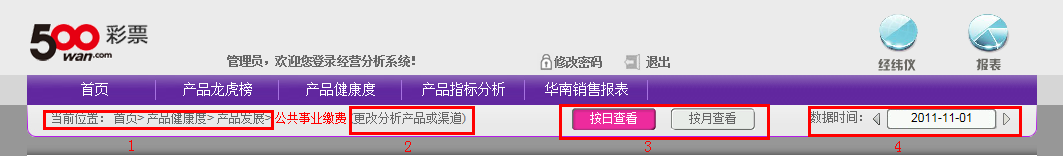 500wan.com 彩票
管理员，欢迎您登录经营分析系统！ 修改密码 退出 经纬仪 报表
首页 产品龙虎榜 产品健康度 产品指标分析 华南销售报表
当前位置： 首页> 产品健康度> 产品发展> 公共事业缴费 (更改分析产品或渠道) 按日查看 按月查看 数据时间： 2011-11-01
1 2 3 4